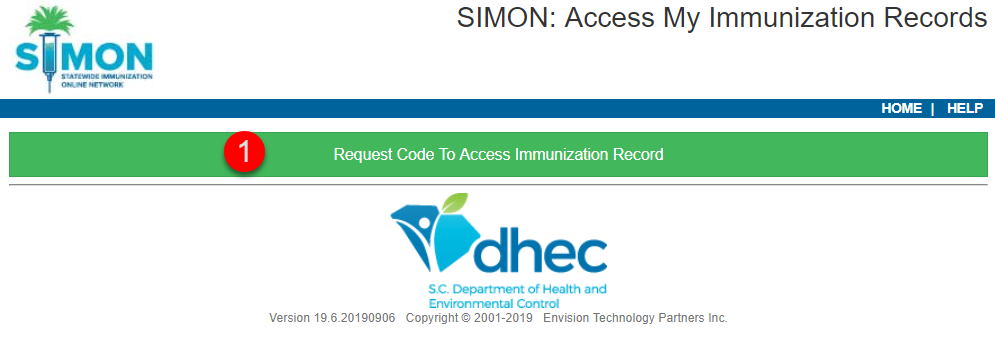 SIMON
STATEWIDE IMMUNIZATION
ONLINE NETWORK
SIMON: Access My Immunization Records
HOME | HELP
1
Request Code To Access Immunization Record
dhec
S.C. Department of Health and
Environmental Control
Version 19.6.20190906 Copyright © 2001-2019 Envision Technology Partners Inc.